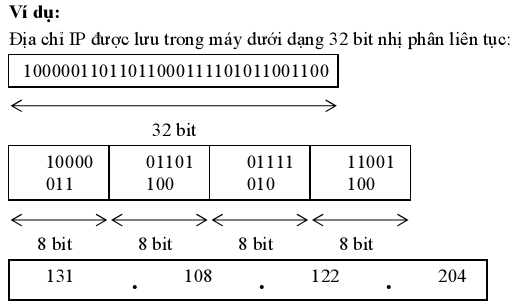 Ví dụ:
Địa chỉ IP được lưu trong máy dưới dạng 32 bit nhị phân liên tục:
10000011011011000111101011001100
32 bit
10000 01101 01111 11001
011 100 010 100
8 bit 8 bit 8 bit 8 bit
131 . 108 . 122 . 204